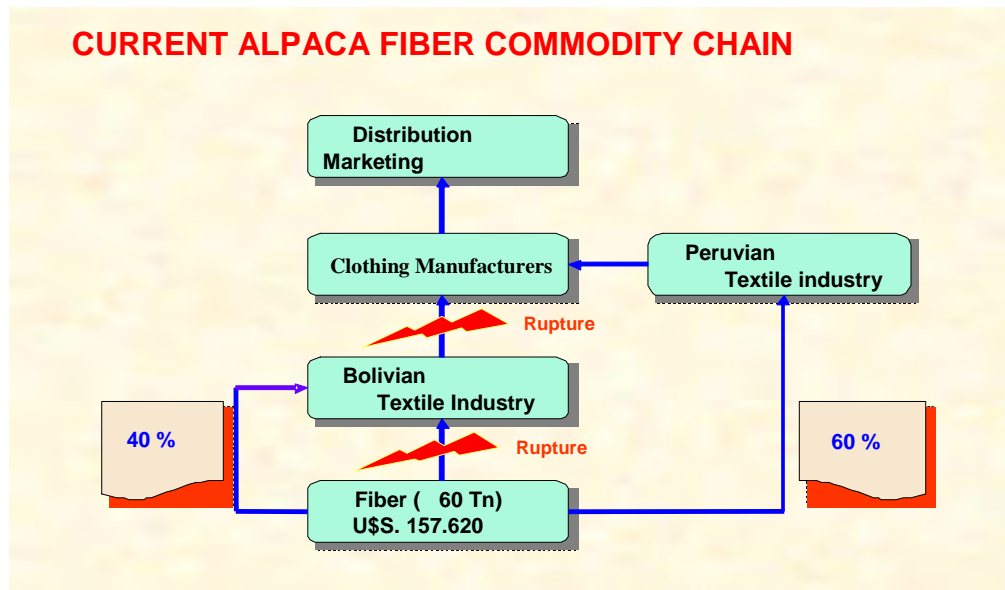 CURRENT ALPACA FIBER COMMODITY CHAIN
Distribution
Marketing
Clothing Manufacturers
Peruvian
Textile industry
Rupture
Bolivian
Textile Industry
40 %
60 %
Rupture
Fiber ( 60 Tn)
U$S. 157.620